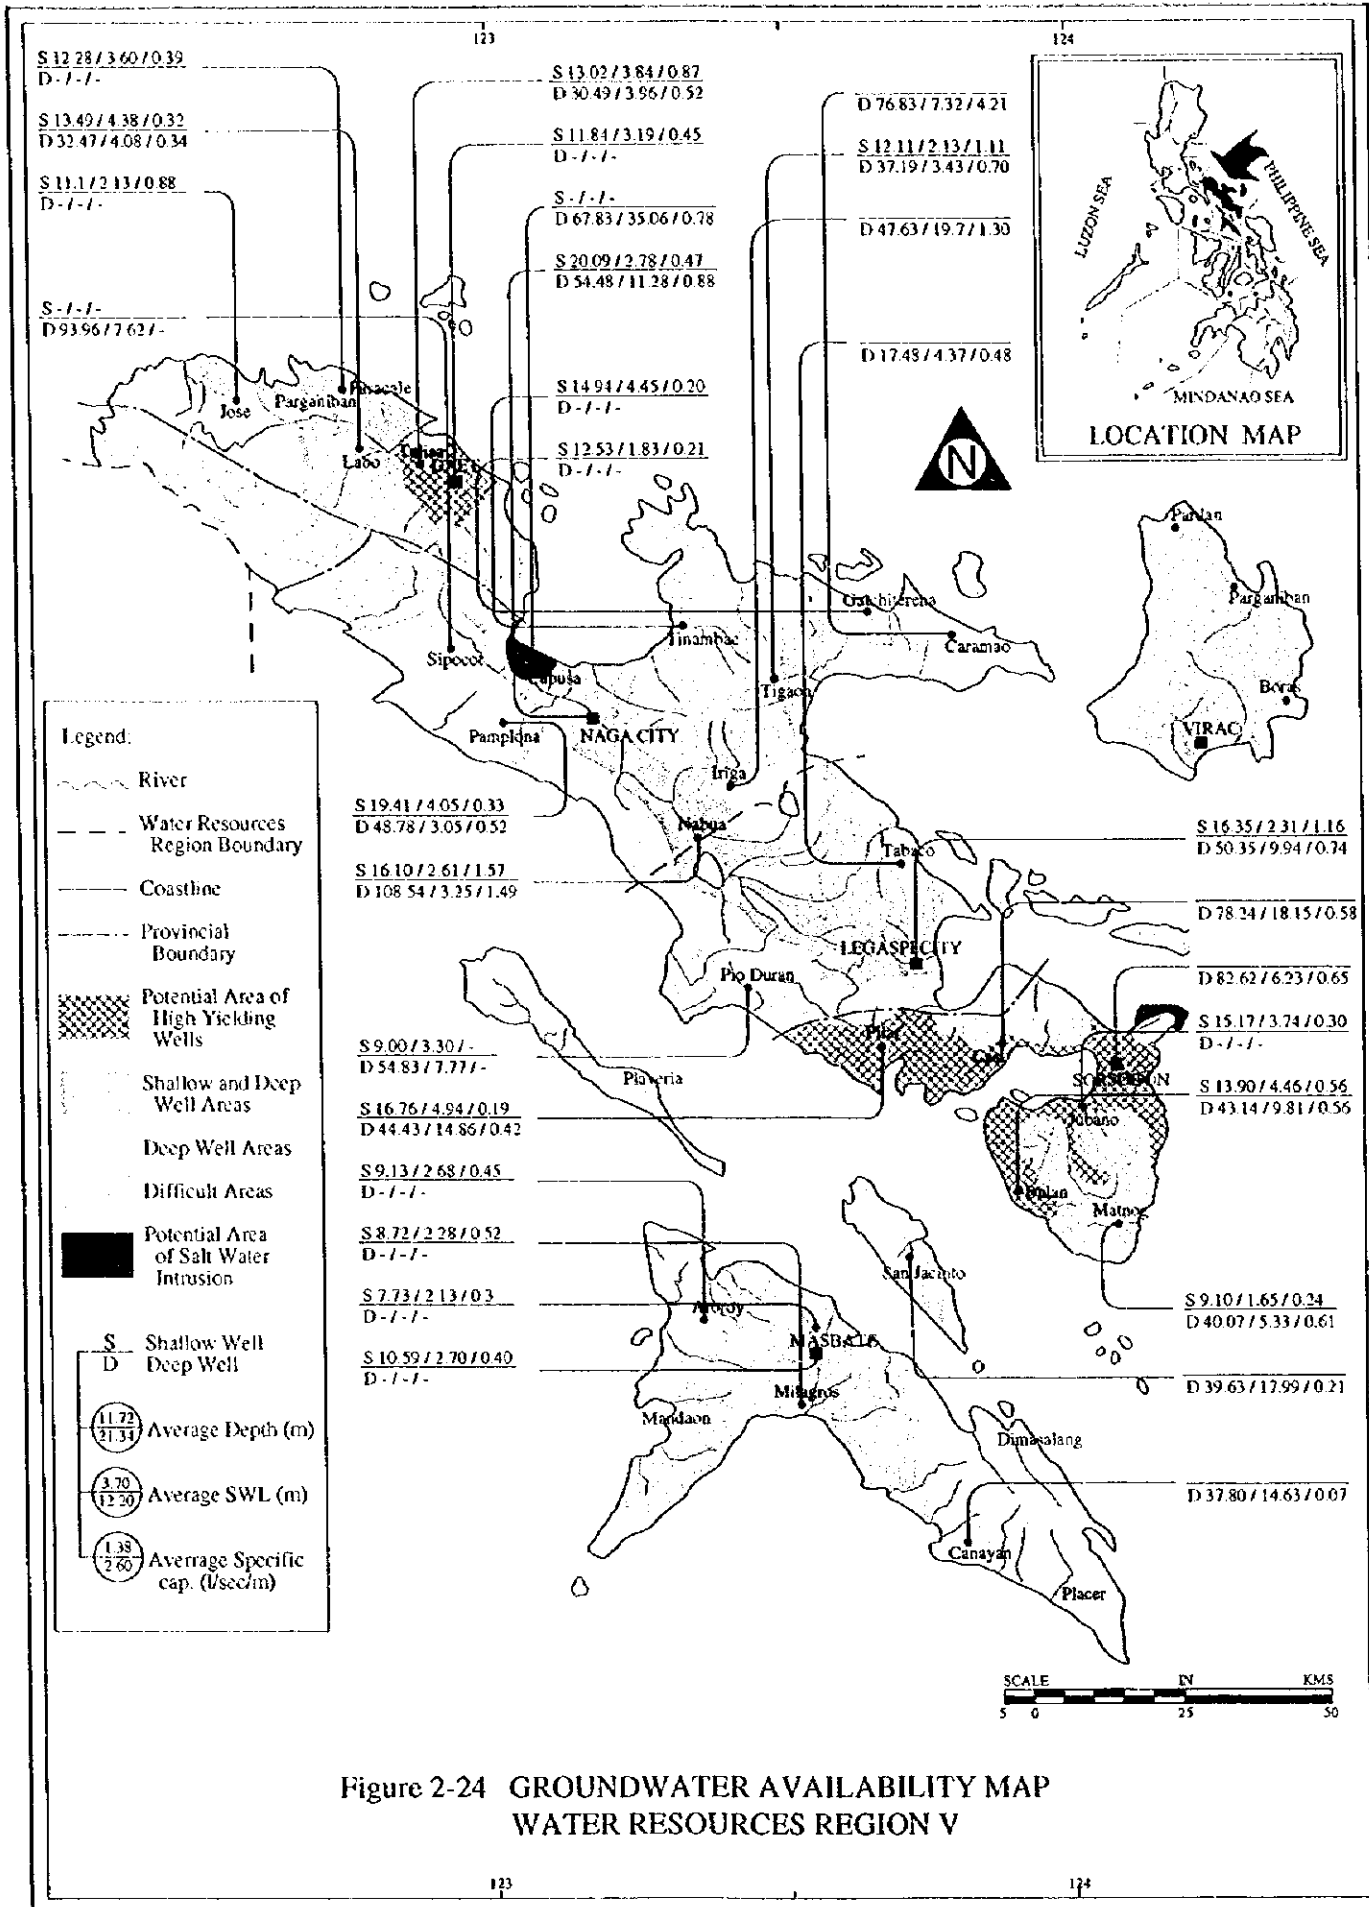 123
124
S 12.28 / 3.60 / 0.39
D - / - / -
S 13.49 / 4.38 / 0.32
D 32.47 / 4.08 / 0.34
S 11.1 / 2.13 / 0.88
D - / - / -
S - / - / -
D 93.96 / 7.62 / -
S 13.02 / 3.84 / 0.87
D 30.49 / 3.96 / 0.52
S 11.84 / 3.19 / 0.45
D - / - / -
S - / - / -
D 67.83 / 35.06 / 0.78
S 20.09 / 2.78 / 0.47
D 54.48 / 11.28 / 0.88
S 14.94 / 4.45 / 0.20
D - / - / -
S 12.53 / 1.83 / 0.21
D - / - / -
D 76.83 / 7.32 / 4.21
S 12.11 / 2.13 / 1.11
D 37.19 / 3.43 / 0.70
D 47.63 / 19.7 / 1.30
D 17.48 / 4.37 / 0.48
LUZON SEA
PHILIPPINE SEA
MINDANAO SEA
LOCATION MAP
N
Jose
Parganiban
Labo
Sipocot
Tinambac
Caramao
Tigaon
Pamplona
NAGA CITY
Iriga
Nabua
Tabaco
LEGASPI CITY
Pio Duran
Pilar
Pandan
Parganiban
Boras
VIRAC
Legend:
River
Water Resources
Region Boundary
Coastline
Provincial
Boundary
Potential Area of
High Yielding
Wells
Shallow and Deep
Well Areas
Deep Well Areas
Difficult Areas
Potential Area
of Salt Water
Intrusion
S Shallow Well
D Deep Well
11.72
21.34
Average Depth (m)
3.70
12.20
Average SWL (m)
1.38
2.60
Averrage Specific
cap. (l/sec/m)
S 19.41 / 4.05 / 0.33
D 48.78 / 3.05 / 0.52
S 16.10 / 2.61 / 1.57
D 108.54 / 3.25 / 1.49
S 9.00 / 3.30 / -
D 54.83 / 7.77 / -
S 16.76 / 4.94 / 0.19
D 44.43 / 14.86 / 0.42
S 9.13 / 2.68 / 0.45
D - / - / -
S 8.72 / 2.28 / 0.52
D - / - / -
S 7.73 / 2.13 / 0.3
D - / - / -
S 10.59 / 2.70 / 0.40
D - / - / -
S 16.35 / 2.31 / 1.16
D 50.35 / 9.94 / 0.74
D 78.24 / 18.15 / 0.58
D 82.62 / 6.23 / 0.65
S 15.17 / 3.74 / 0.30
D - / - / -
S 13.90 / 4.46 / 0.56
D 43.14 / 9.81 / 0.56
S 9.10 / 1.65 / 0.24
D 40.07 / 5.33 / 0.61
D 39.63 / 17.99 / 0.21
D 37.80 / 14.63 / 0.07
SORSOGON
Bulan
Matnog
San Jacinto
Aroroy
MASBATE
Milagros
Mandaon
Dimasalang
Canayan
Placer
SCALE IN KMS
5 0 25 50
Figure 2-24 GROUNDWATER AVAILABILITY MAP
WATER RESOURCES REGION V
123
124